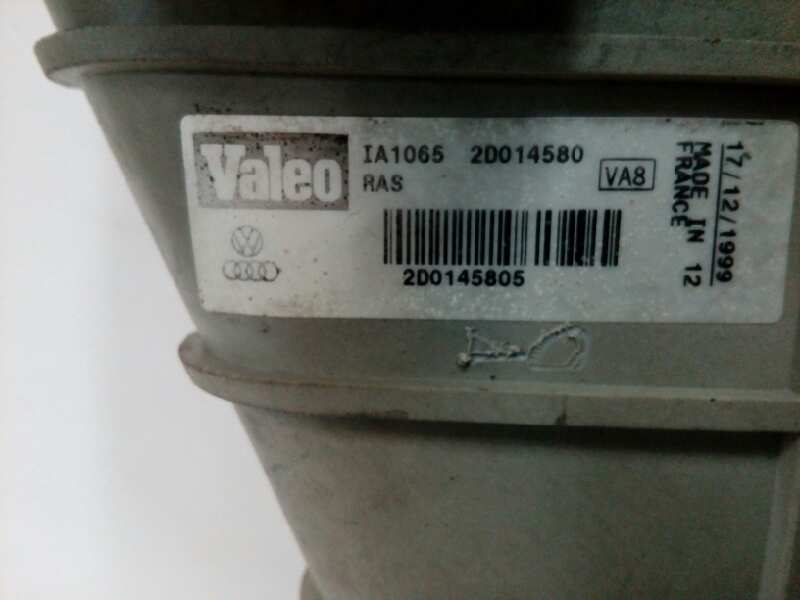 Valeo
IA1065 2D014580
RAS
VA8
2D0145805
17/12/1999
MADE IN 12
FRANCE